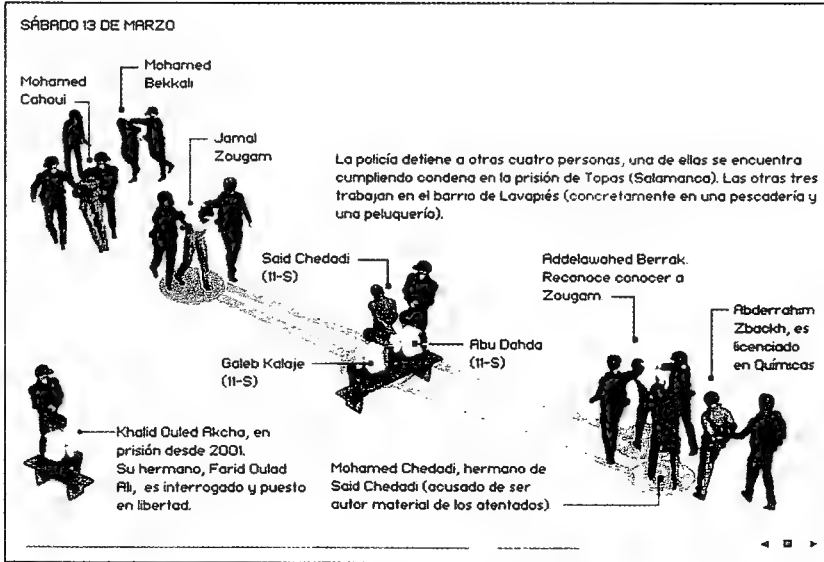 SÁBADO 13 DE MARZO
Mohamed
Bekkali
Mohamed
Cahoui
Jamal
Zougam
La policía detiene a otras cuatro personas, una de ellas se encuentra
cumpliendo condena en la prisión de Topas (Salamanca). Las otras tres
trabajan en el barrio de Lavapiés (concretamente en una pescadería y
una peluquerío).
Said Chedadi
(11-S)
Addelawahed Berrak.
Reconoce conocer a
Zougam
Abderrahim
Zbackh, es
licenciado
en Químicas
Galeb Kalaje
(11-S)
Abu Dahda
(11-S)
Khalid Ouled Akcha, en
prisión desde 2001.
Su hermano, Farid Oulad
Ali, es interrogado y puesto
en libertad.
Mohamed Chedadi, hermano de
Said Chedadi (acusado de ser
autor material de los atentados)